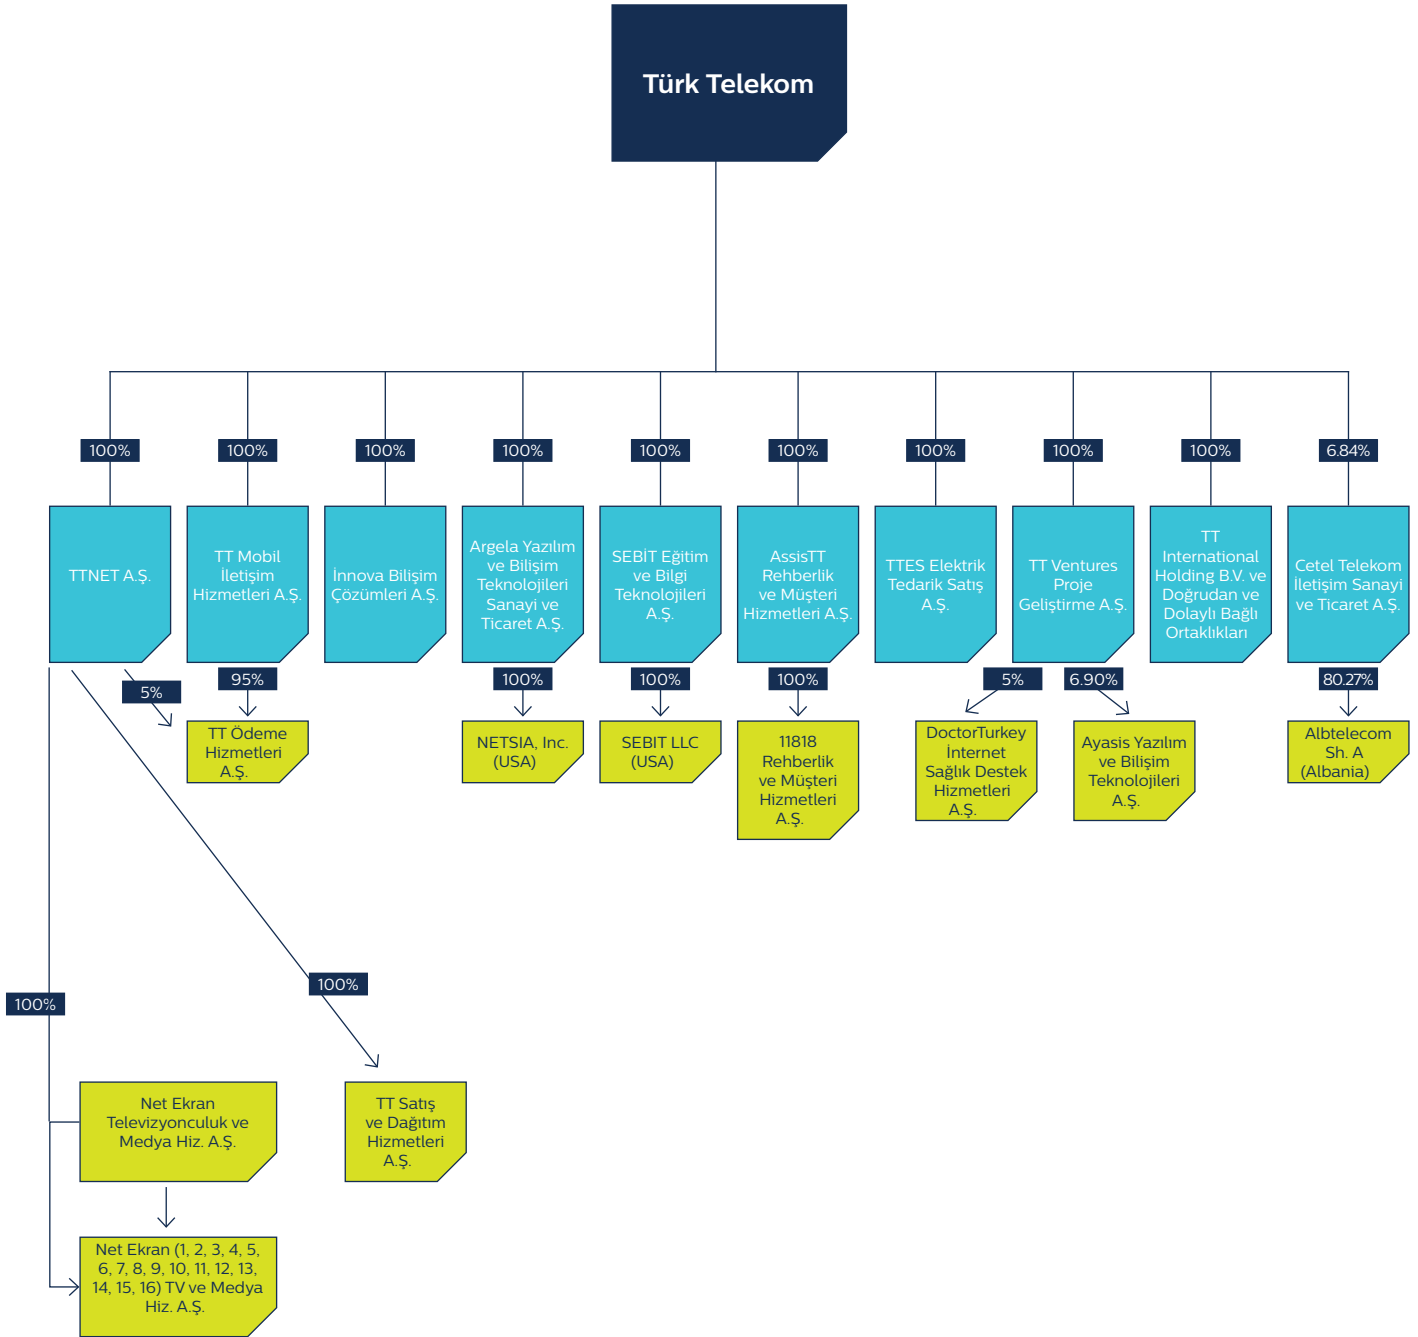 Türk Telekom
100%
100%
100%
100%
100%
100%
100%
100%
100%
6.84%
TTNET A.Ş.
TT Mobil
İletişim
Hizmetleri A.Ş.
İnnova Bilişim
Çözümleri A.Ş.
Argela Yazılım
ve Bilişim
Teknolojileri
Sanayi ve
Ticaret A.Ş.
SEBİT Eğitim
ve Bilgi
Teknolojileri
A.Ş.
AssisTT
Rehberlik
ve Müşteri
Hizmetleri A.Ş.
TTES Elektrik
Tedarik Satış
A.Ş.
TT Ventures
Proje
Geliştirme A.Ş.
TT
International
Holding B.V. ve
Doğrudan ve
Dolaylı Bağlı
Ortaklıkları
Cetel Telekom
İletişim Sanayi
ve Ticaret A.Ş.
5%
95%
100%
100%
100%
5%
6.90%
80.27%
TT Ödeme
Hizmetleri
A.Ş.
NETSIA, Inc.
(USA)
SEBIT LLC
(USA)
11818
Rehberlik
ve Müşteri
Hizmetleri
A.Ş.
DoctorTurkey
İnternet
Sağlık Destek
Hizmetleri
A.Ş.
Ayasis Yazılım
ve Bilişim
Teknolojileri
A.Ş.
Albtelecom
Sh. A
(Albania)
100%
100%
Net Ekran
Televizyonculuk ve
Medya Hiz. A.Ş.
TT Satış
ve Dağıtım
Hizmetleri
A.Ş.
Net Ekran (1, 2, 3, 4, 5,
6, 7, 8, 9, 10, 11, 12, 13,
14, 15, 16) TV ve Medya
Hiz. A.Ş.